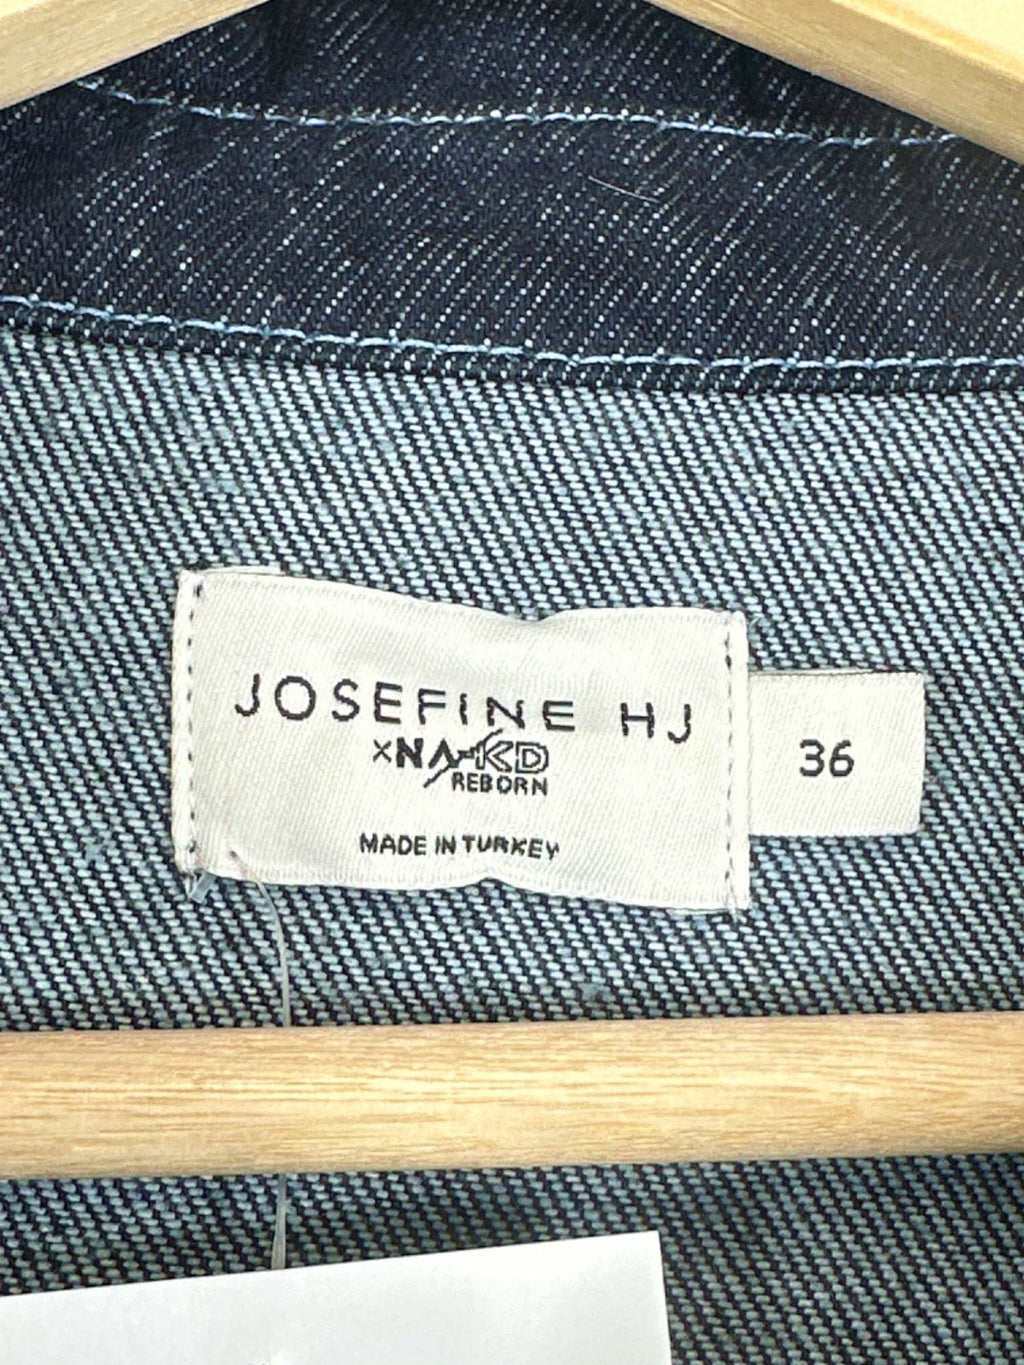 JOSEFINE HJ
×NA-KD
REBORN
MADE IN TURKEY
36